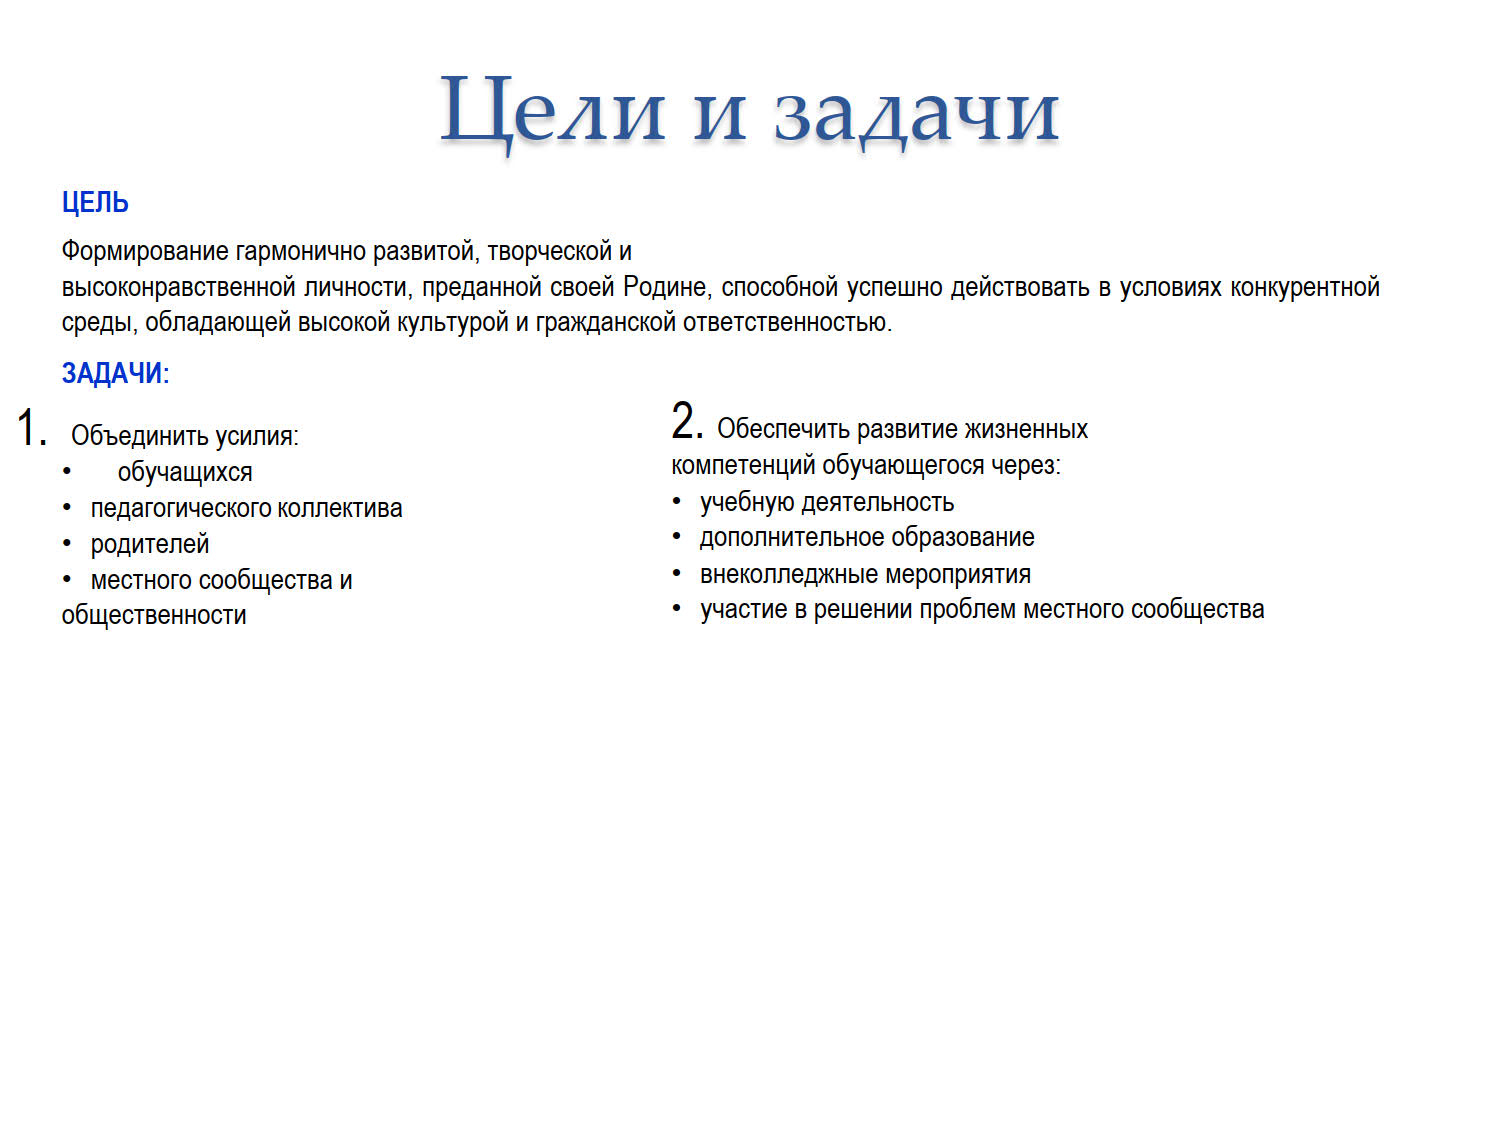 Цели и задачи
ЦЕЛЬ
Формирование гармонично развитой, творческой и
высоконравственной личности, преданной своей Родине, способной успешно действовать в условиях конкурентной
среды, обладающей высокой культурой и гражданской ответственностью.
ЗАДАЧИ:
1. Объединить усилия:
• обучащихся
• педагогического коллектива
• родителей
• местного сообщества и
общественности
2. Обеспечить развитие жизненных
компетенций обучающегося через:
• учебную деятельность
• дополнительное образование
• внеколледжные мероприятия
• участие в решении проблем местного сообщества